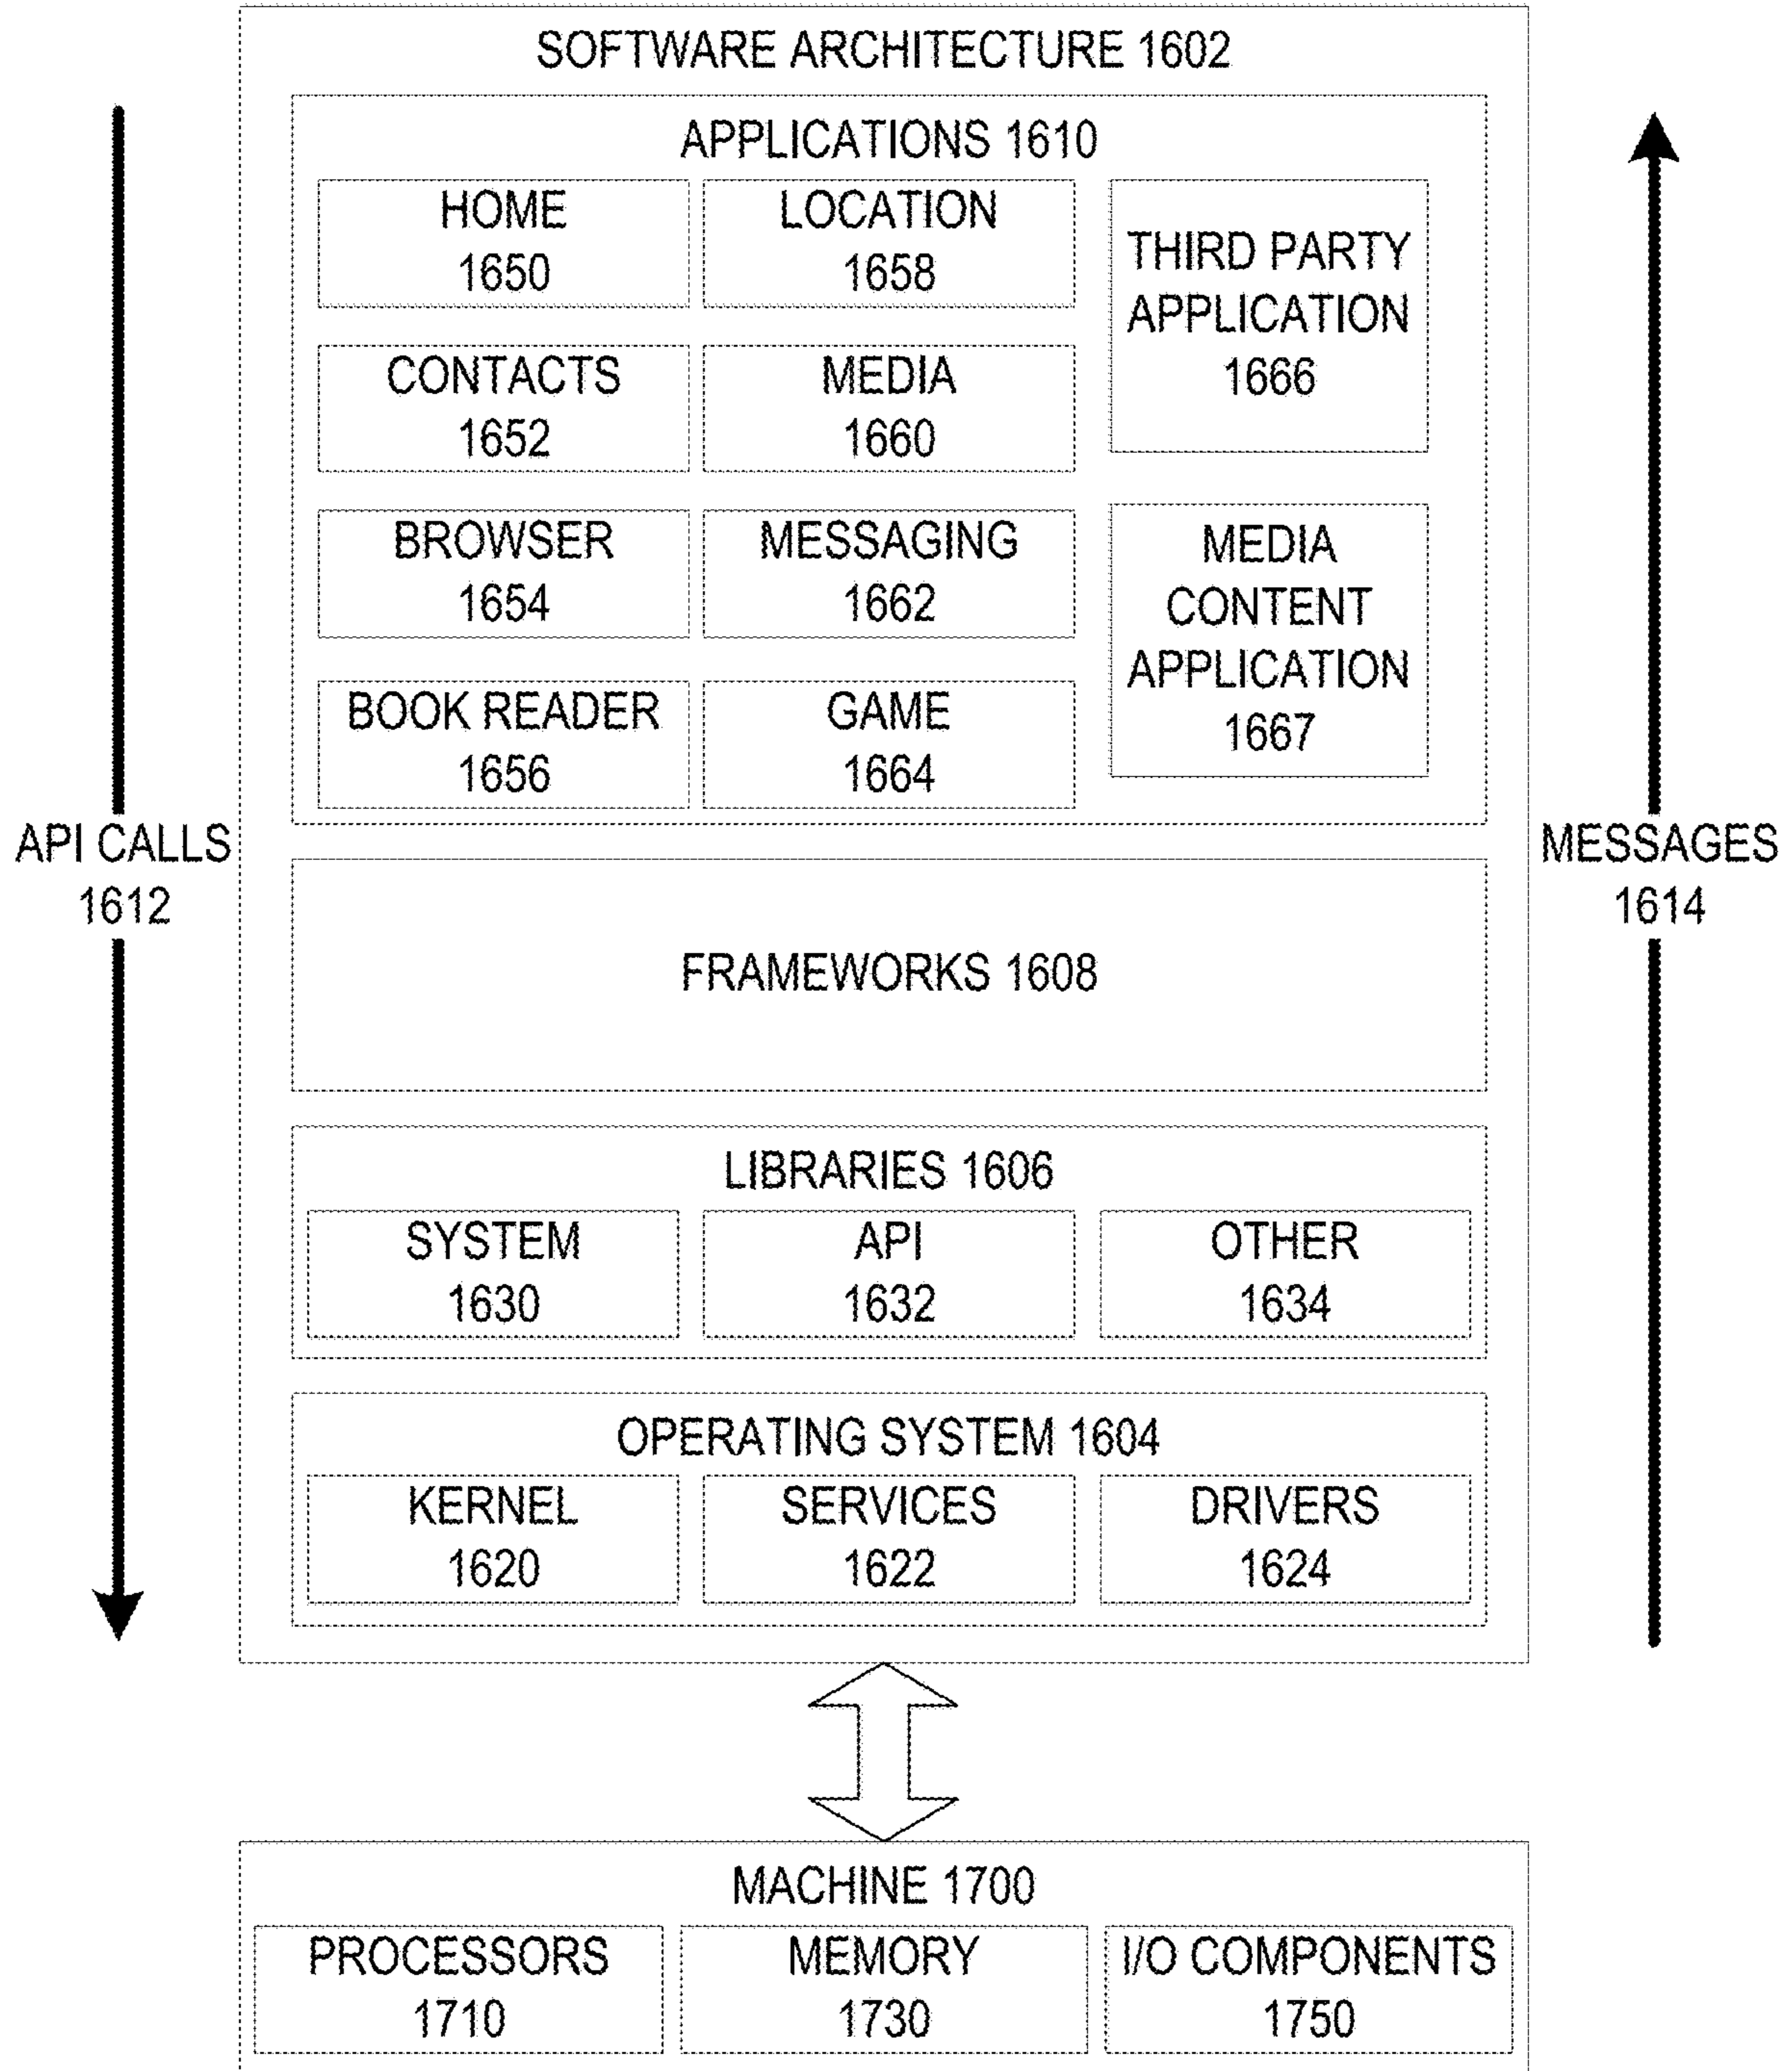 SOFTWARE ARCHITECTURE 1602
APPLICATIONS 1610
HOME
1650
LOCATION
1658
THIRD PARTY
APPLICATION
1666
CONTACTS
1652
MEDIA
1660
BROWSER
1654
MESSAGING
1662
MEDIA
CONTENT
APPLICATION
1667
BOOK READER
1656
GAME
1664
API CALLS
1612
MESSAGES
1614
FRAMEWORKS 1608
LIBRARIES 1606
SYSTEM
1630
API
1632
OTHER
1634
OPERATING SYSTEM 1604
KERNEL
1620
SERVICES
1622
DRIVERS
1624
MACHINE 1700
PROCESSORS
1710
MEMORY
1730
I/O COMPONENTS
1750